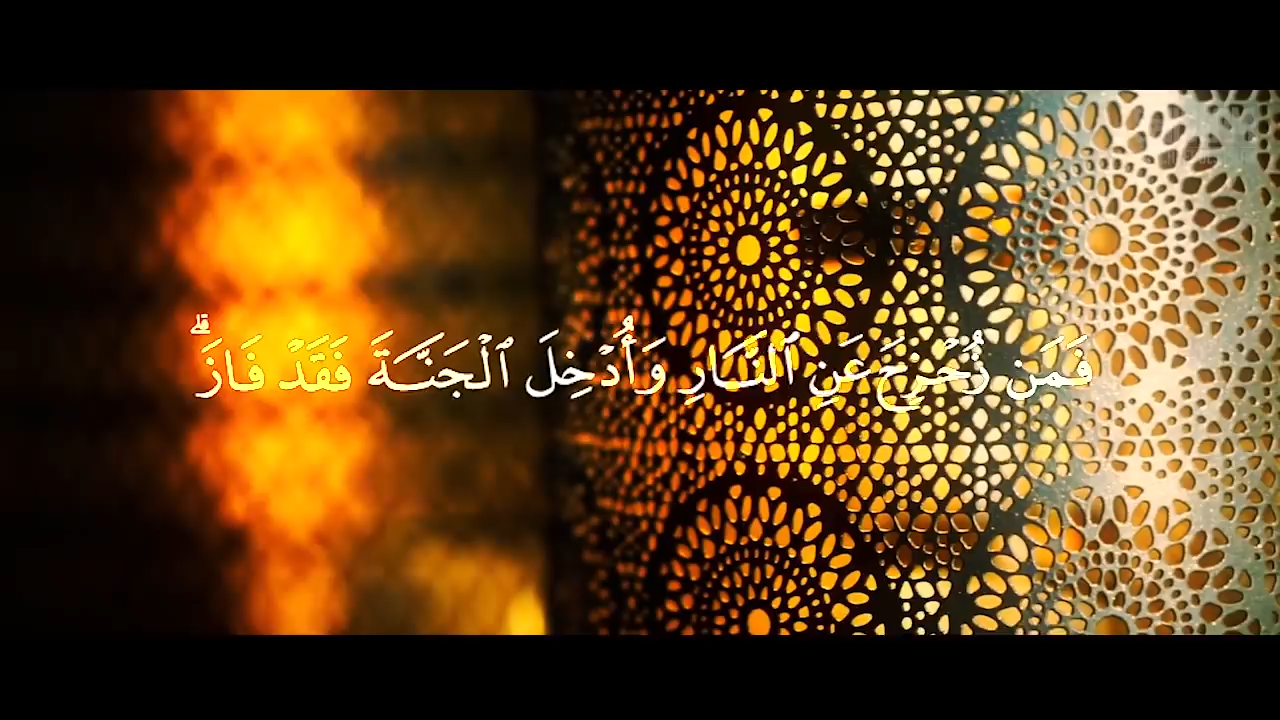 فَمَن زُحْزِحَ عَنِ ٱلنَّارِ وَأُدْخِلَ ٱلْجَنَّةَ فَقَدْ فَازَ ۗ